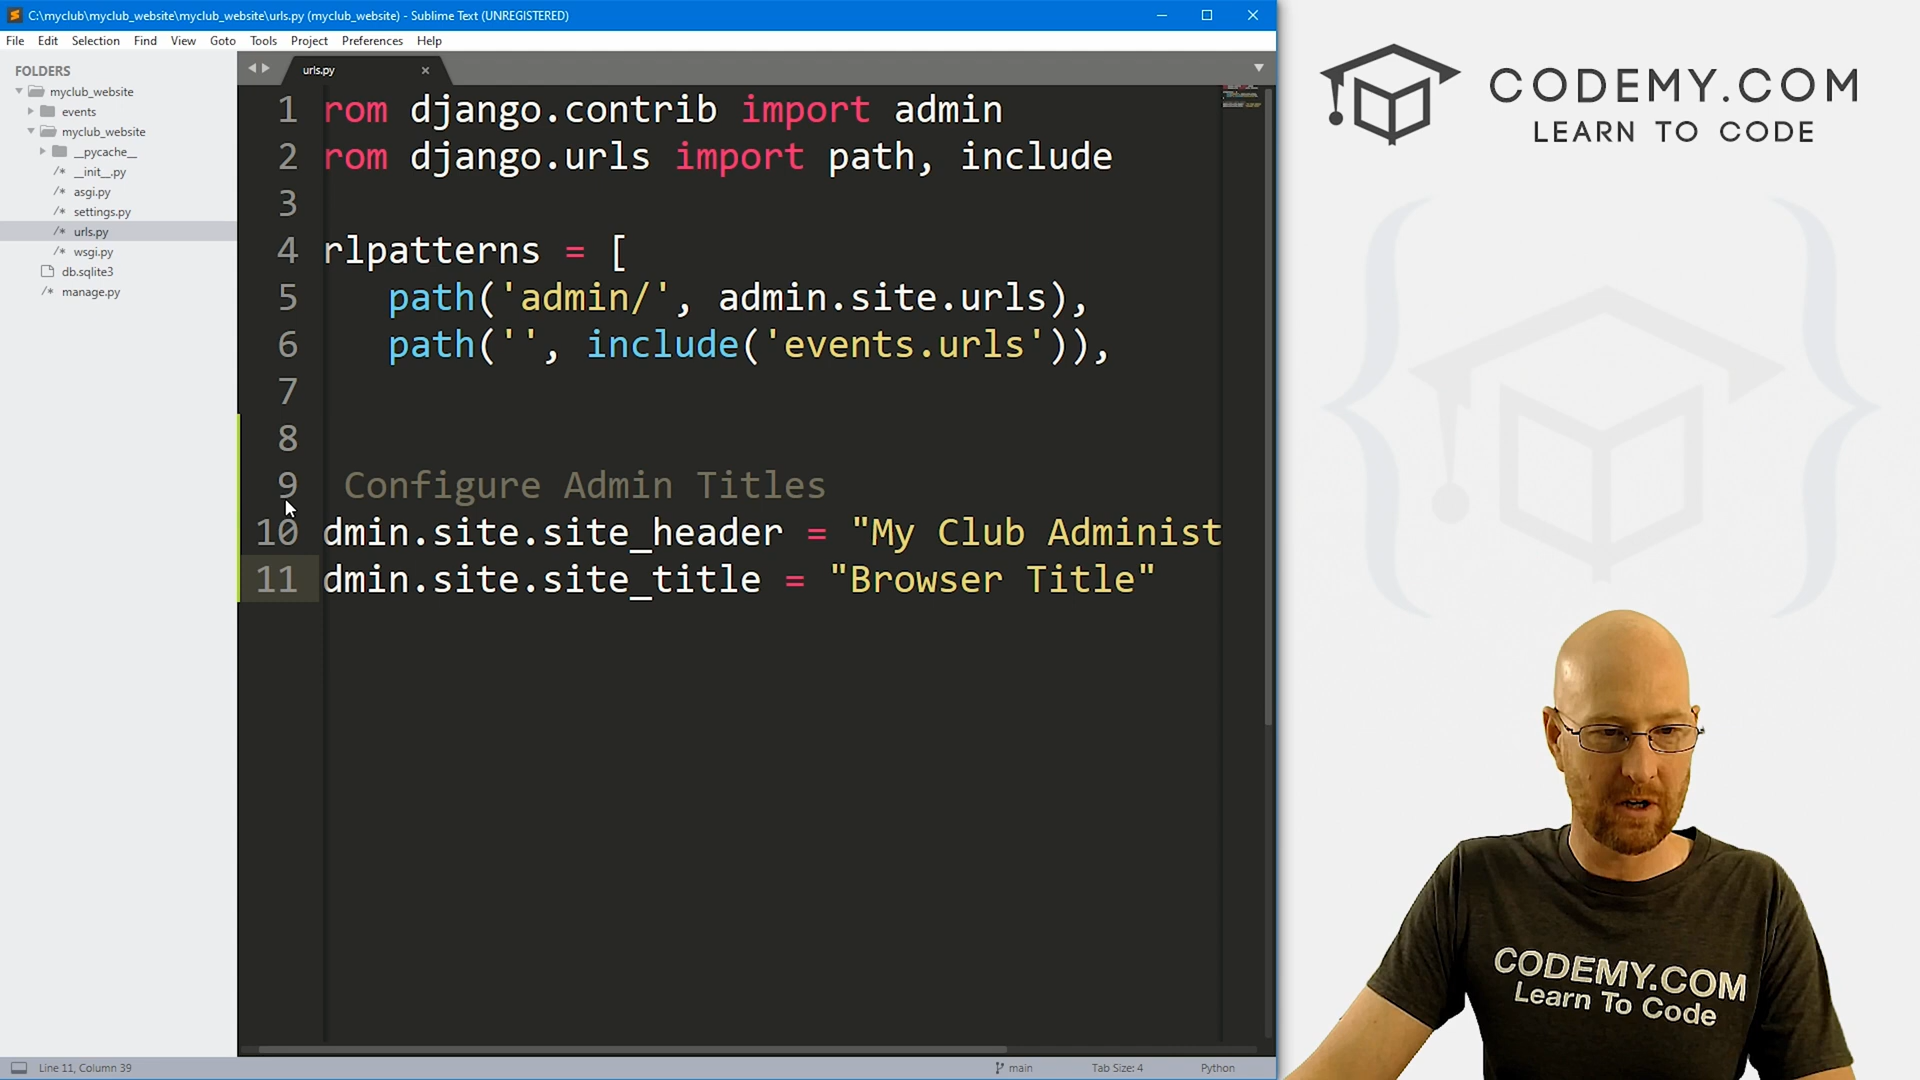 C:\myclub\myclub_website\myclub_website\urls.py (myclub_website) - Sublime Text (UNREGISTERED)
File Edit Selection Find View Goto Tools Project Preferences Help
FOLDERS
myclub_website
events
myclub_website
__pycache__
/* __init__.py
/* asgi.py
/* settings.py
/* urls.py
/* wsgi.py
db.sqlite3
/* manage.py
urls.py
1 rom django.contrib import admin
2 rom django.urls import path, include
3
4 rlpatterns = [
5 path('admin/', admin.site.urls),
6 path('', include('events.urls')),
7
8
9 Configure Admin Titles
10 dmin.site.site_header = "My Club Administ
11 dmin.site.site_title = "Browser Title"
Line 11, Column 39
main
Tab Size: 4
Python
CODEMY.COM
LEARN TO CODE
CODEMY.COM
Learn To Code